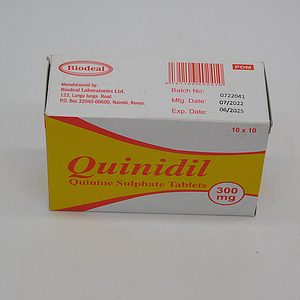 Biodeal
Manufactured by:
Biodeal Laboratories Ltd.
123, Lunga lunga Road
P.O. Box 32040-00600, Nairobi, Kenya.
POM
Batch No: 0722041
Mfg. Date: 07/2022
Exp. Date: 06/2025
10 x 10
Quinidil
Quinine Sulphate Tablets
300
mg